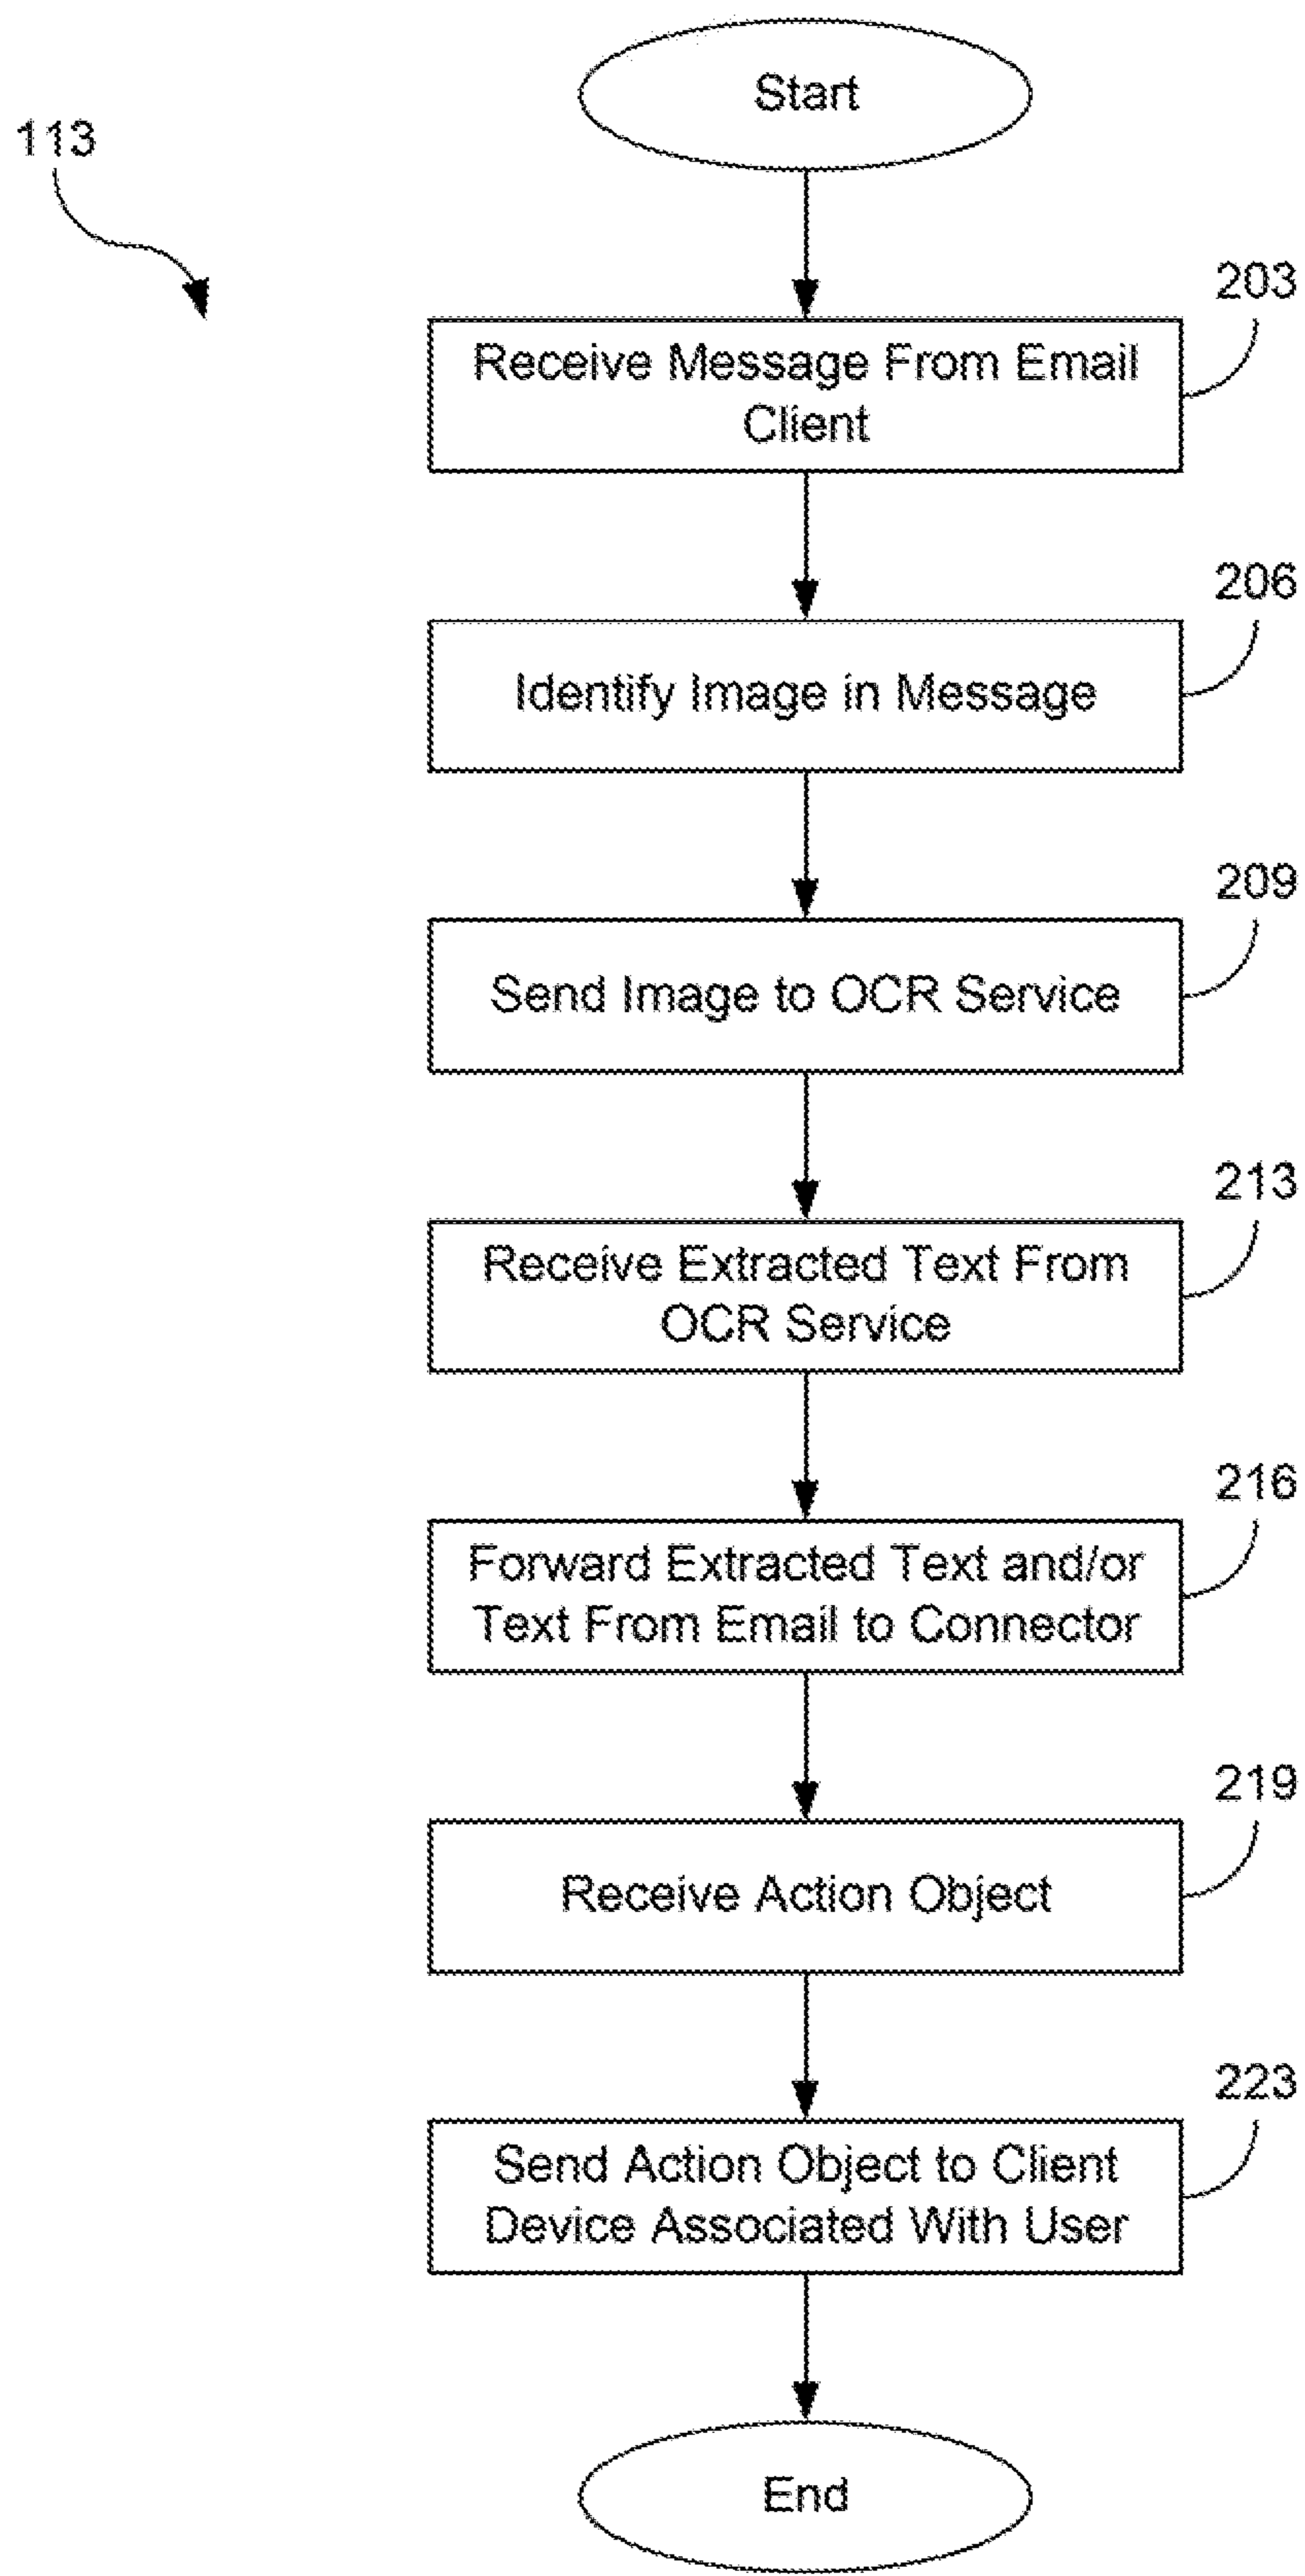 Start
113
203
Receive Message From Email
Client
206
Identify Image in Message
209
Send Image to OCR Service
213
Receive Extracted Text From
OCR Service
216
Forward Extracted Text and/or
Text From Email to Connector
219
Receive Action Object
223
Send Action Object to Client
Device Associated With User
End